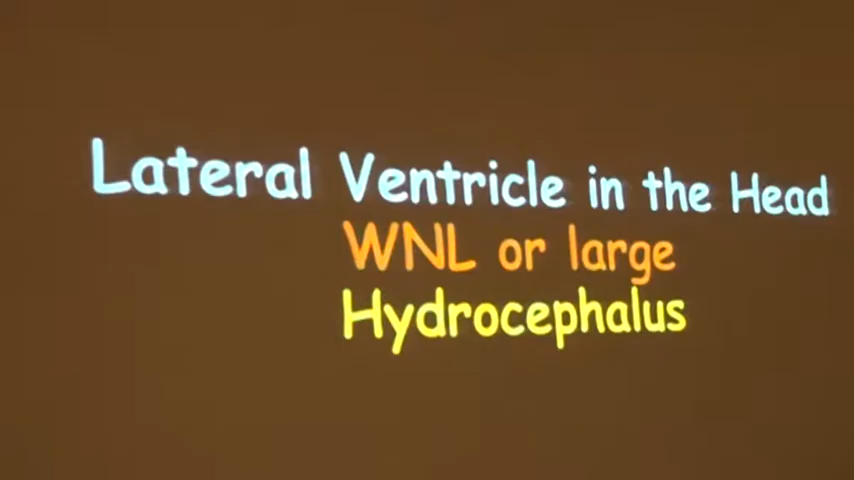 Lateral Ventricle in the Head
WNL or large
Hydrocephalus